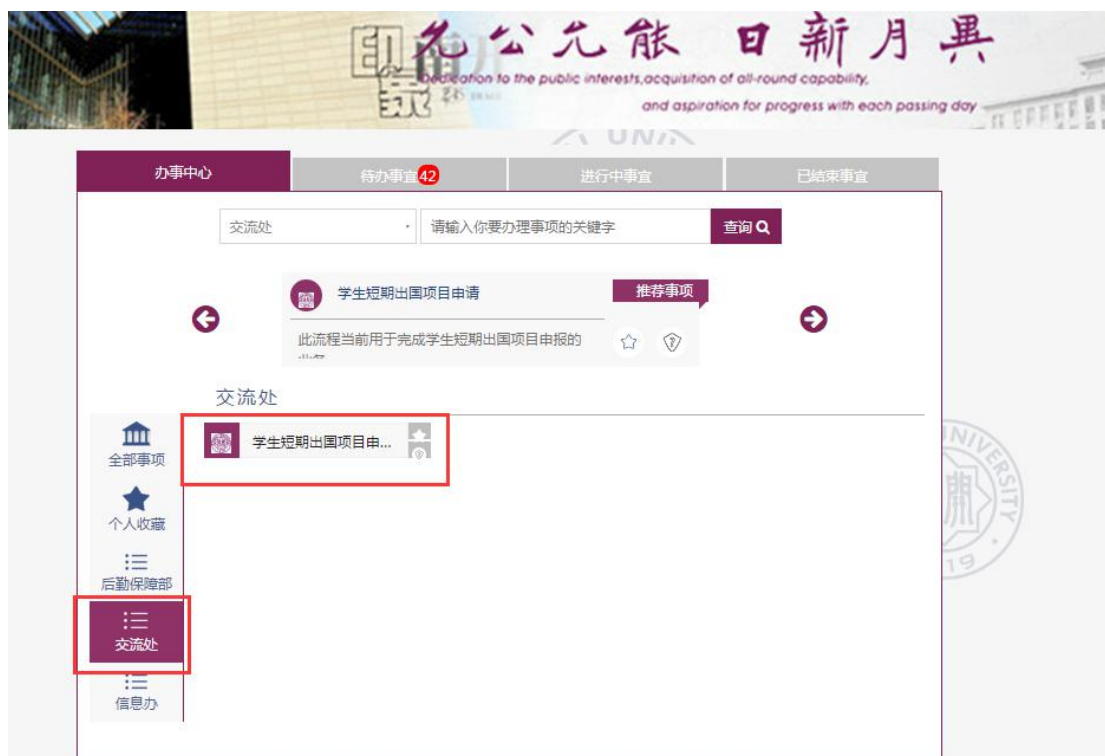 允公允能 日新月異
Dedication to the public interests, acquisition of all-round capability,
and aspiration for progress with each passing day
办事中心
待办事宜42
进行中事宜
已结束事宜
交流处
请输入你要办理事项的关键字
查询
学生短期出国项目申请
推荐事项
此流程当前用于完成学生短期出国项目申报的
交流处
学生短期出国项目申...
全部事项
个人收藏
后勤保障部
交流处
信息办